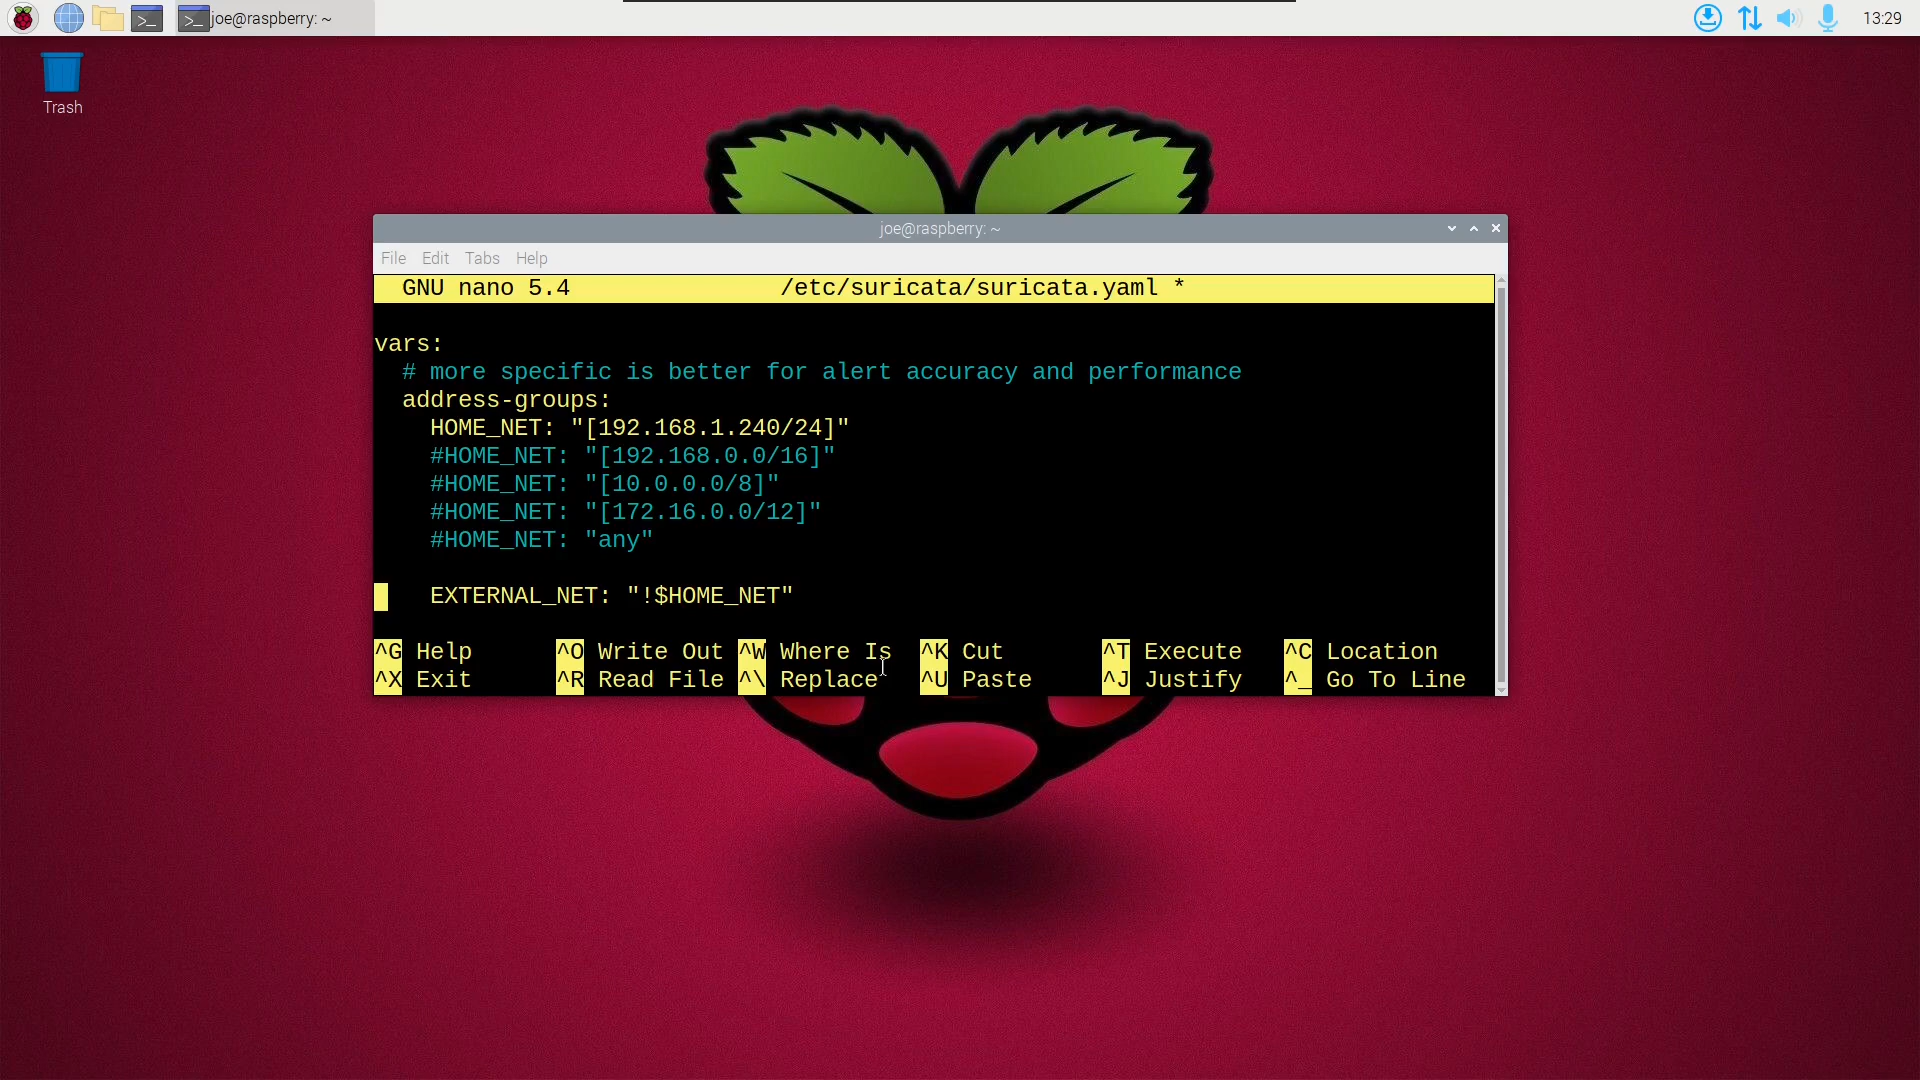 joe@raspberry: ~
13:29
Trash
joe@raspberry: ~
File Edit Tabs Help
GNU nano 5.4 /etc/suricata/suricata.yaml *
vars:
# more specific is better for alert accuracy and performance
address-groups:
HOME_NET: "[192.168.1.240/24]"
#HOME_NET: "[192.168.0.0/16]"
#HOME_NET: "[10.0.0.0/8]"
#HOME_NET: "[172.16.0.0/12]"
#HOME_NET: "any"
EXTERNAL_NET: "!$HOME_NET"
^G Help ^O Write Out ^W Where Is ^K Cut ^T Execute ^C Location
^X Exit ^R Read File ^\ Replace ^U Paste ^J Justify ^_ Go To Line